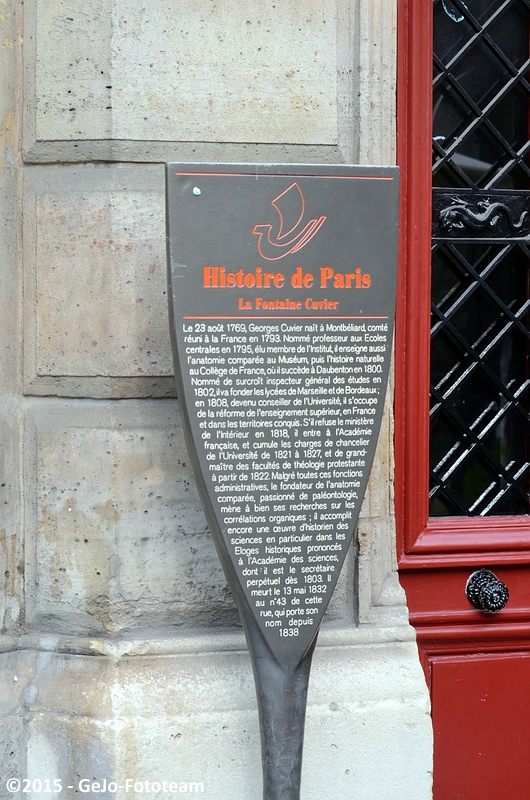 Histoire de Paris
La Fontaine Cuvier
Le 23 août 1769, Georges Cuvier naît à Montbéliard, comté
réuni à la France en 1793. Nommé professeur aux Ecoles
centrales en 1795, élu membre de l'Institut, il enseigne aussi
l'anatomie comparée au Muséum, puis l'histoire naturelle
au Collège de France, où il succède à Daubenton en 1800.
Nommé de surcroît inspecteur général des études en
1802, il va fonder les lycées de Marseille et de Bordeaux;
en 1808, devenu conseiller de l'Université, il s'occupe
de la réforme de l'enseignement supérieur, en France
et dans les territoires conquis. S'il refuse le ministère
de l'Intérieur en 1818, il entre à l'Académie
française, et cumule les charges de chancelier
de l'Université de 1821 à 1827, et de grand-
maître des facultés de théologie protestante
à partir de 1822. Malgré toutes ces fonctions
administratives, le fondateur de l'anatomie
comparée, passionné de paléontologie,
mène à bien ses recherches sur les
corrélations organiques ; il accomplit
encore une œuvre d'historien des
sciences en particulier dans les
Eloges historiques prononcés
à l'Académie des sciences
dont il est le secrétaire
perpétuel dès 1803. Il
meurt le 13 mai 1832
au n°43 de cette
rue, qui porte son
nom depuis
1838
©2015 - GeJo-Fototeam